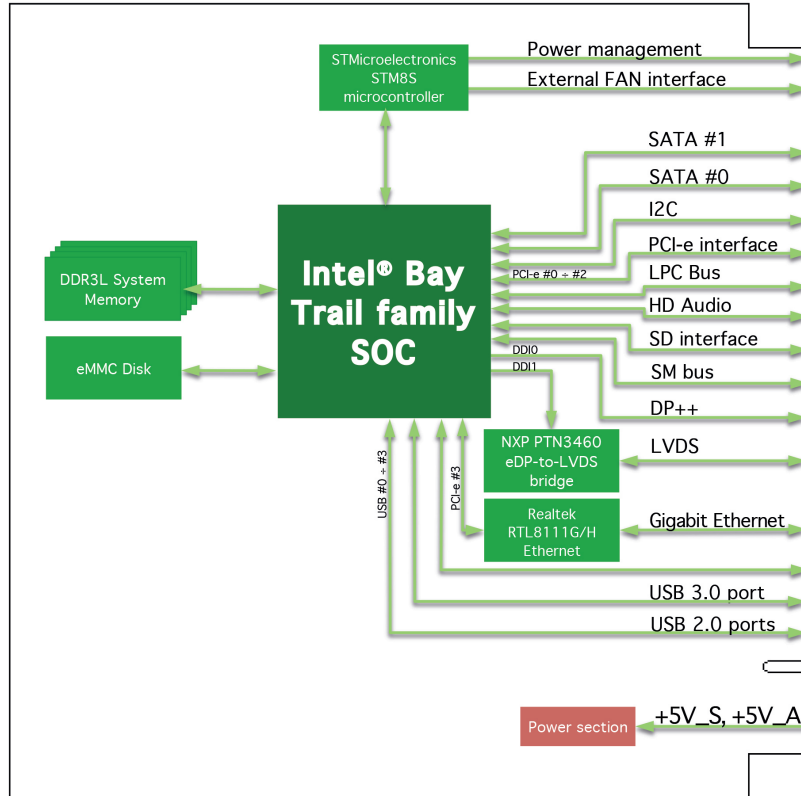 STMicroelectronics
STM8S
microcontroller
Power management
External FAN interface
SATA #1
SATA #0
I2C
PCI-e #0 ÷ #2
PCI-e interface
LPC Bus
HD Audio
SD interface
SM bus
DDI0
DDI1
DP++
Intel® Bay
Trail family
SOC
DDR3L System
Memory
eMMC Disk
NXP PTN3460
eDP-to-LVDS
bridge
LVDS
USB #0 ÷ #3
PCI-e #3
Realtek
RTL8111G/H
Ethernet
Gigabit Ethernet
USB 3.0 port
USB 2.0 ports
Power section
+5V_S, +5V_A